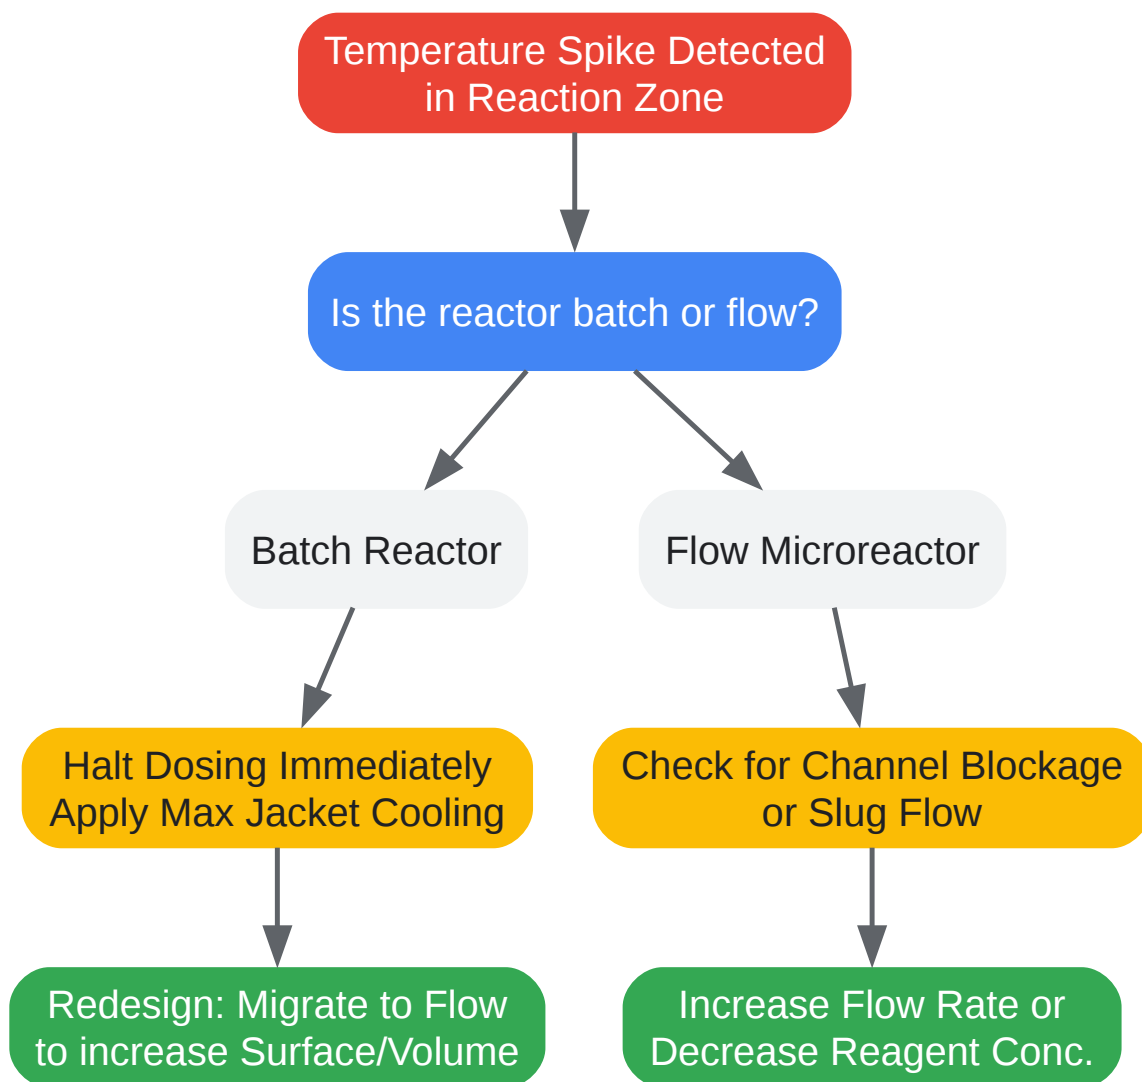 Temperature Spike Detected
in Reaction Zone
Is the reactor batch or flow?
Batch Reactor
Flow Microreactor
Halt Dosing Immediately
Apply Max Jacket Cooling
Check for Channel Blockage
or Slug Flow
Redesign: Migrate to Flow
to increase Surface/Volume
Increase Flow Rate or
Decrease Reagent Conc.